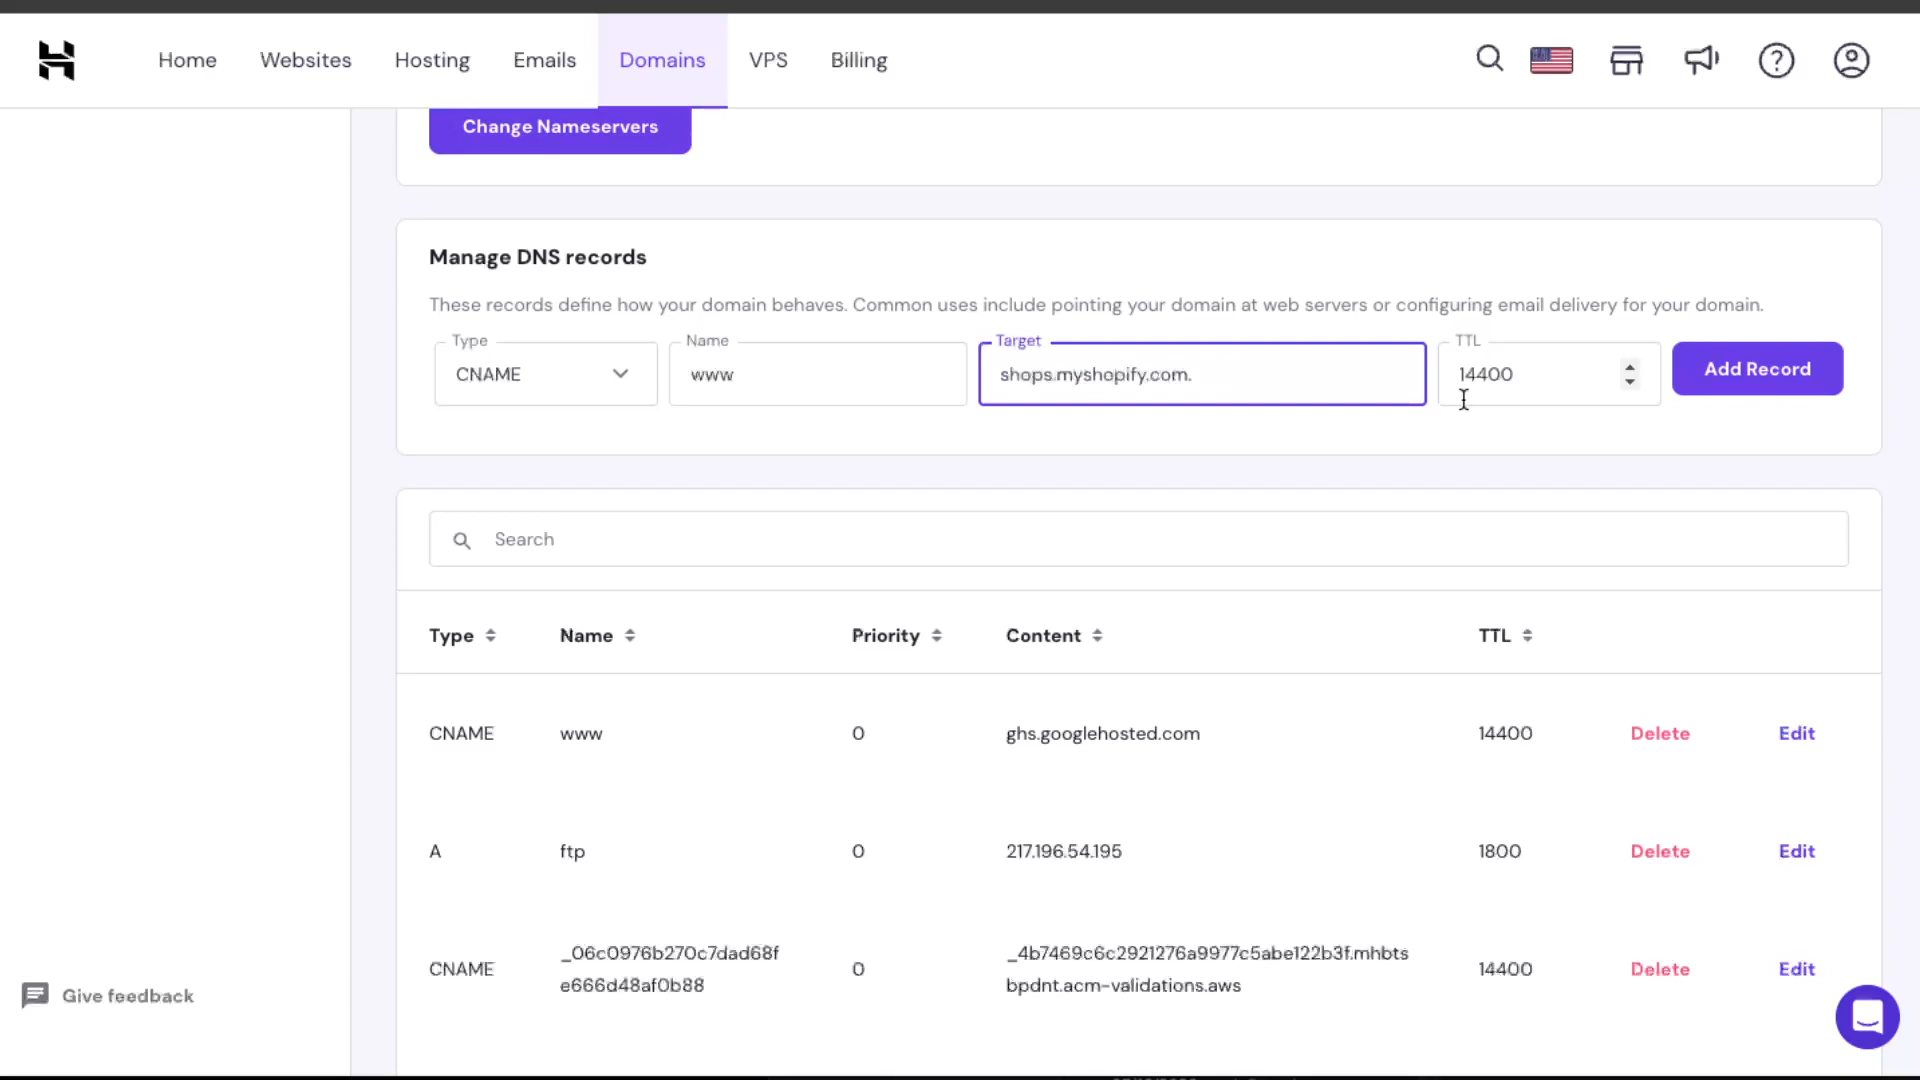 Home Websites Hosting Emails Domains VPS Billing
Change Nameservers
Manage DNS records
These records define how your domain behaves. Common uses include pointing your domain at web servers or configuring email delivery for your domain.
Type Name Target TTL
CNAME www shops.myshopify.com. 14400 Add Record
Search
Type Name Priority Content TTL
CNAME www 0 ghs.googlehosted.com 14400 Delete Edit
A ftp 0 217.196.54.195 1800 Delete Edit
_06c0976b270c7dad68f _4b7469c6c2921276a9977c5abe122b3f.mhbts
CNAME 0 14400 Delete Edit
e666d48af0b88 bpdnt.acm-validations.aws
Give feedback